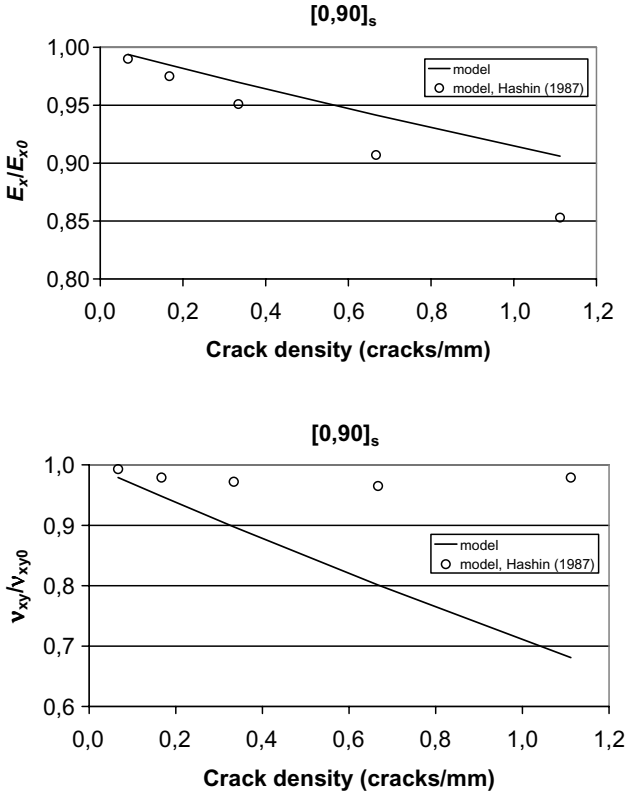 [0,90]s
1,00
0,95
0,90
0,85
0,80
Ex/Ex0
model
model, Hashin (1987)
0,0 0,2 0,4 0,6 0,8 1,0 1,2
Crack density (cracks/mm)
[0,90]s
1,0
0,9
0,8
0,7
0,6
νxy/νxy0
model
model, Hashin (1987)
0,0 0,2 0,4 0,6 0,8 1,0 1,2
Crack density (cracks/mm)